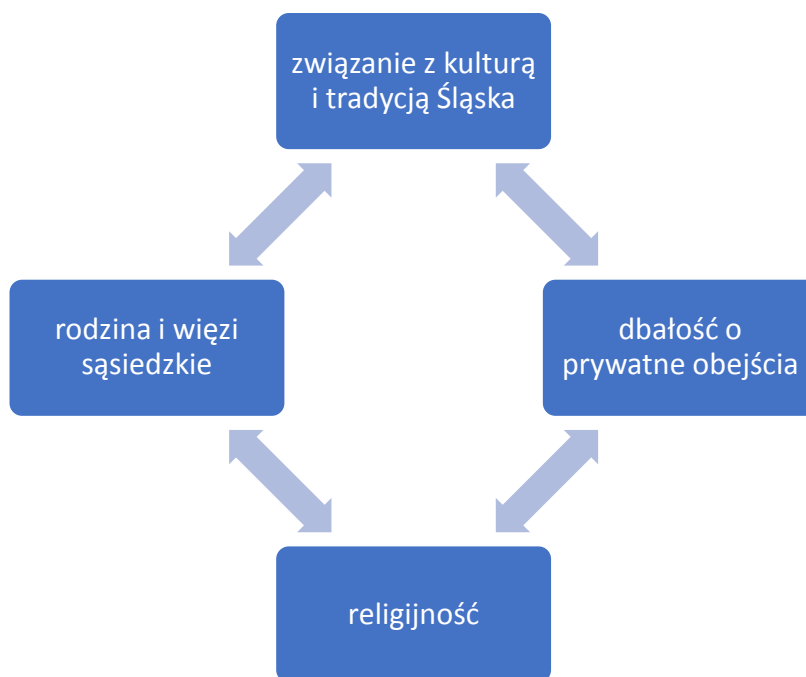 związanie z kulturą
i tradycją Śląska
rodzina i więzi
sąsiedzkie
dbałość o
prywatne obejścia
religijność